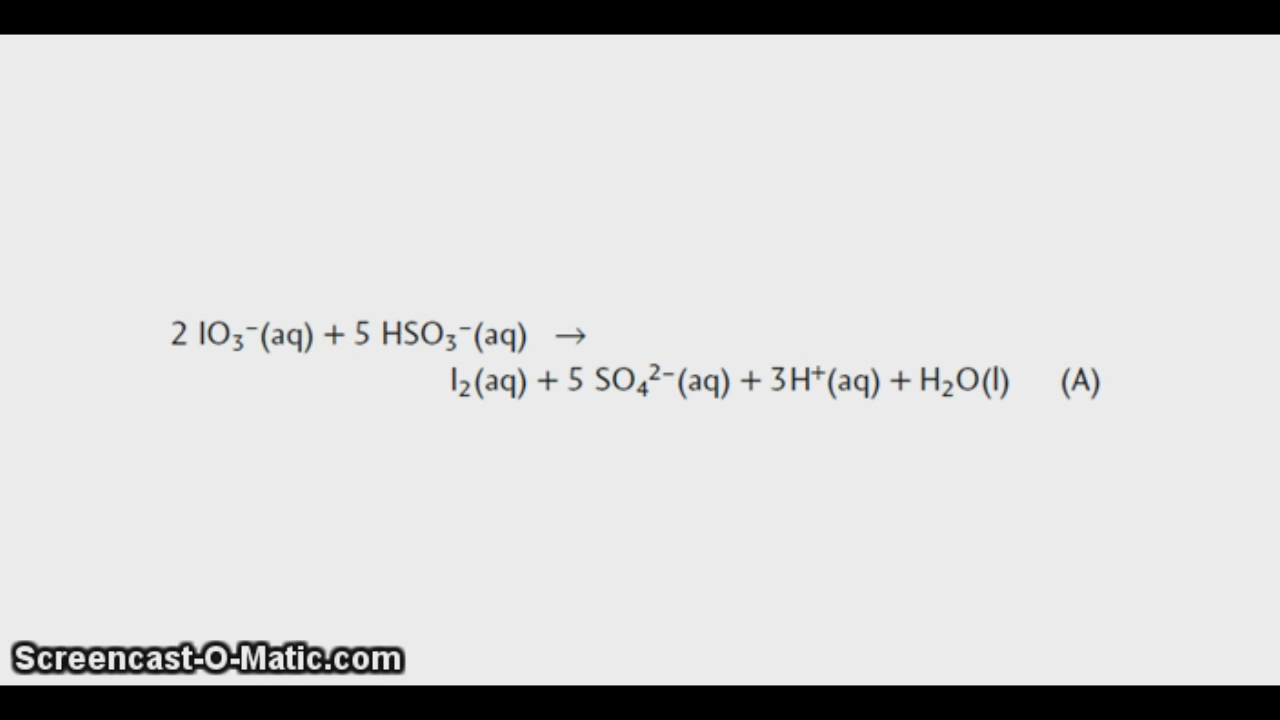 2 IO₃⁻(aq) + 5 HSO₃⁻(aq) →
I₂(aq) + 5 SO₄²⁻(aq) + 3H⁺(aq) + H₂O(l) (A)
Screencast-O-Matic.com